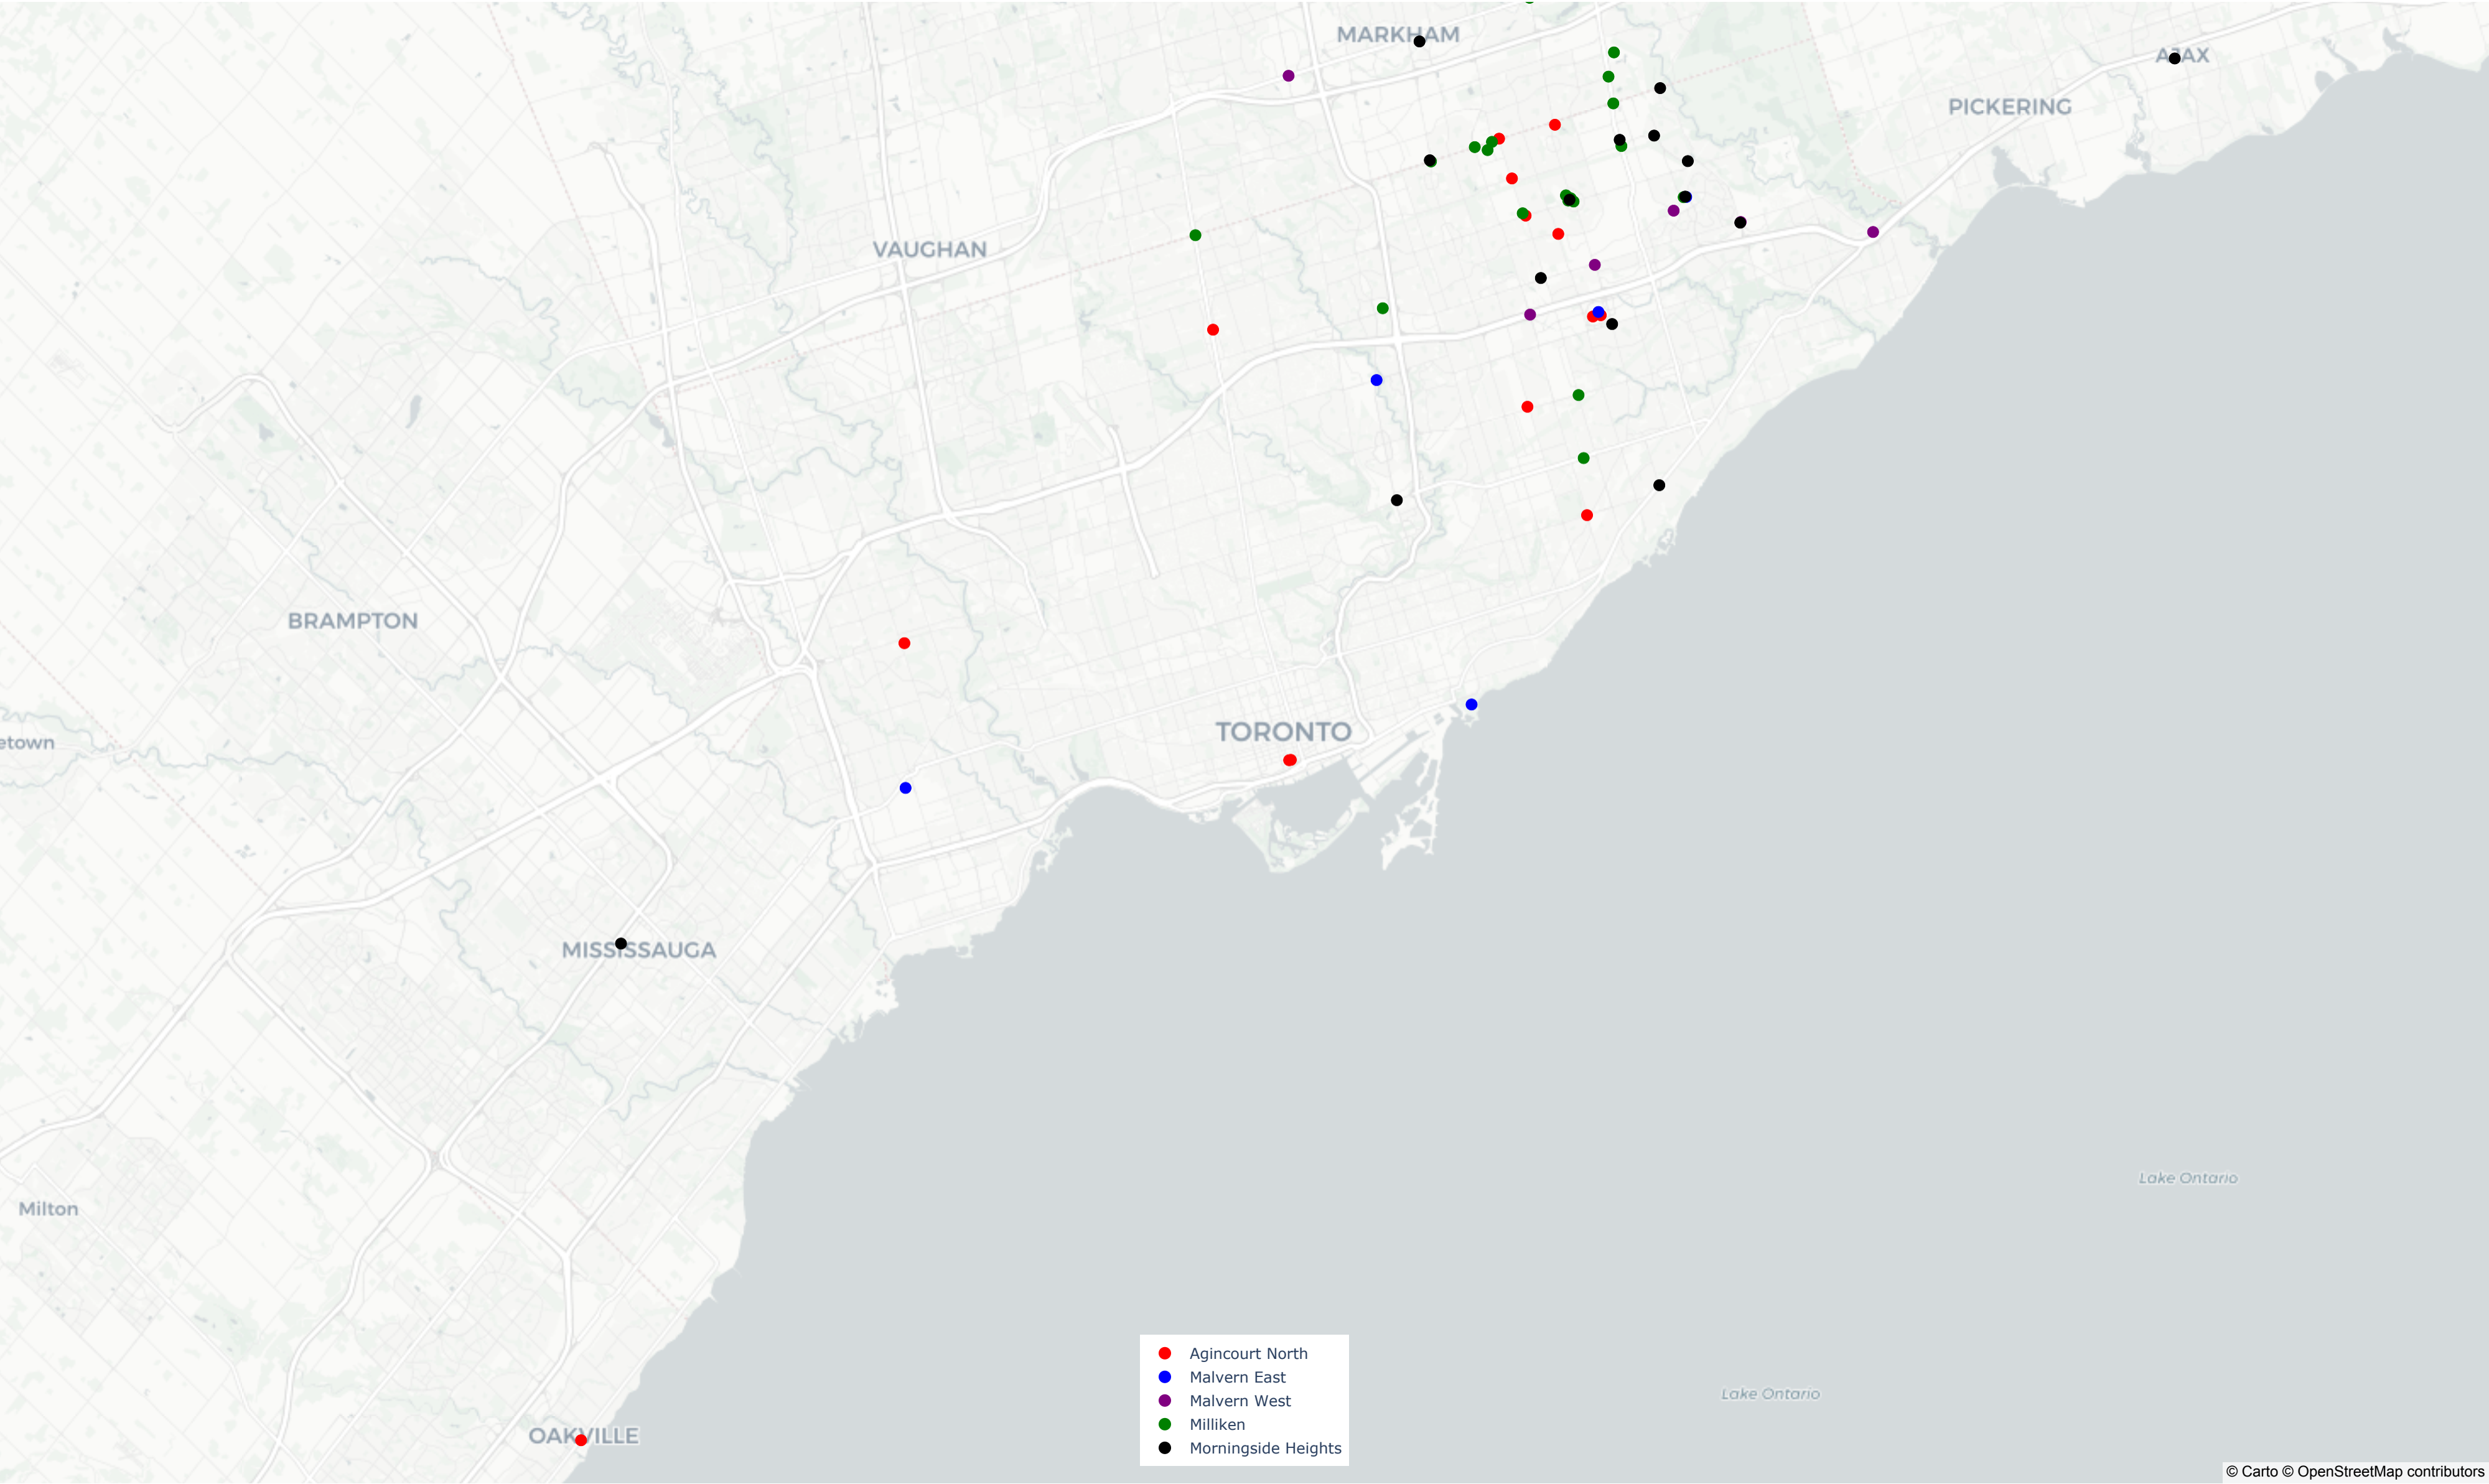 MARKHAM
AJAX
PICKERING
VAUGHAN
BRAMPTON
TORONTO
etown
MISSISSAUGA
Milton
Lake Ontario
Lake Ontario
OAKVILLE
Agincourt North
Malvern East
Malvern West
Milliken
Morningside Heights
© Carto © OpenStreetMap contributors